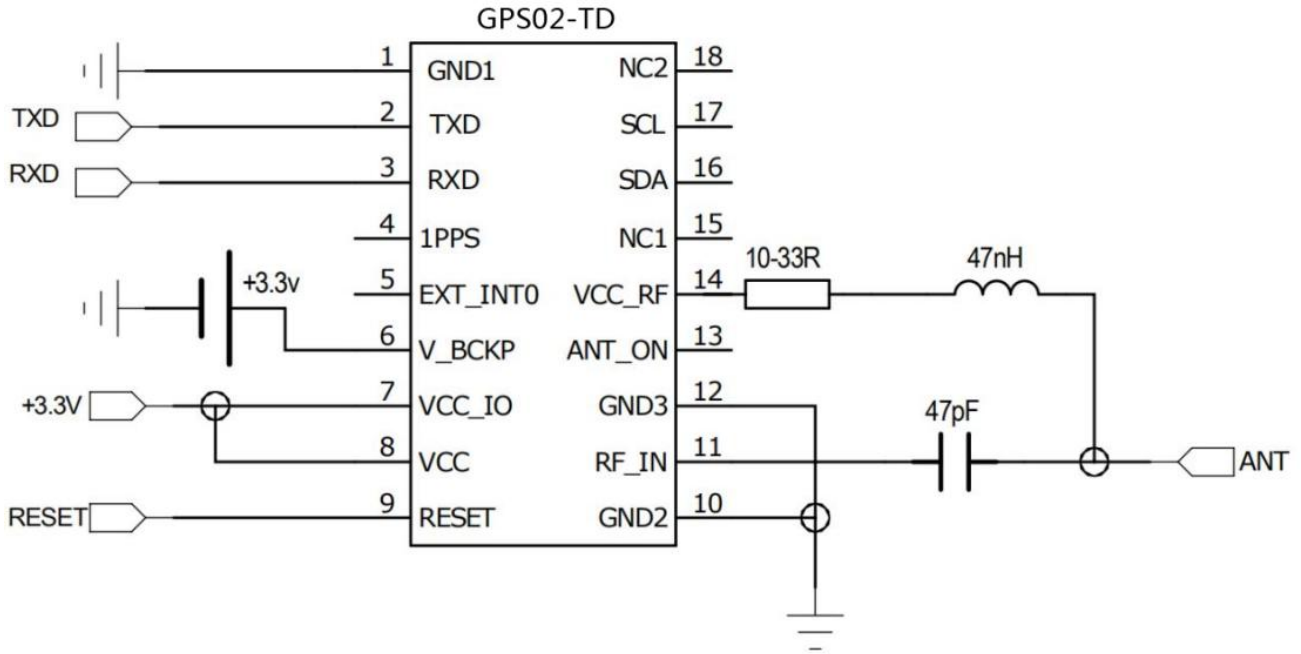 GPS02-TD
1 GND1 NC2 18
TXD 2 TXD SCL 17
RXD 3 RXD SDA 16
4 1PPS NC1 15
10-33R 47nH
+3.3v 5 EXT_INT0 VCC_RF 14
6 V_BCKP ANT_ON 13
+3.3V 7 VCC_IO GND3 12
47pF
8 VCC RF_IN 11 ANT
RESET 9 RESET GND2 10